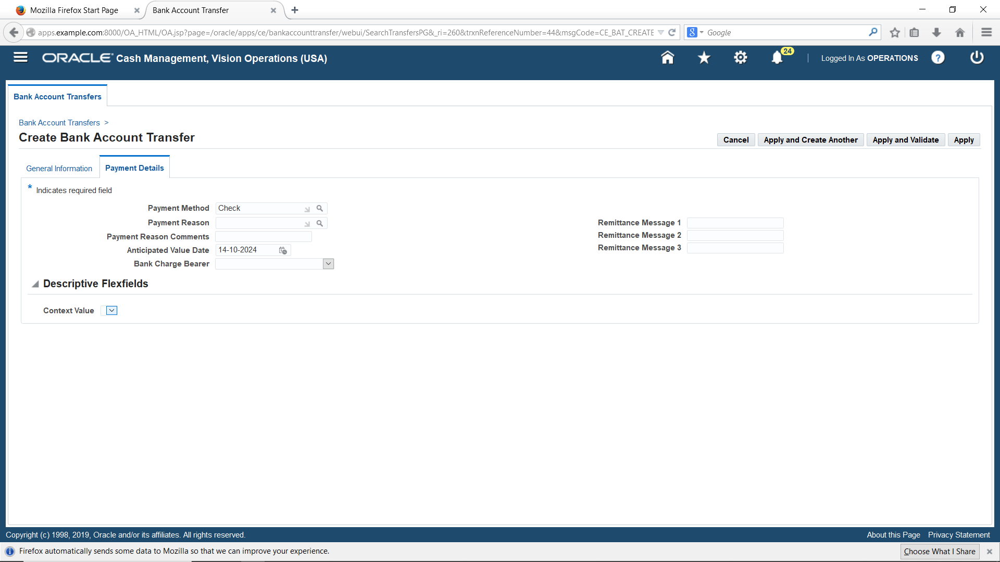 Mozilla Firefox Start Page
Bank Account Transfer
apps.example.com:8000/OA_HTML/OA.jsp?page=/oracle/apps/ce/bankaccounttransfer/webui/SearchTransfersPG&_ri=260&trxnReferenceNumber=44&msgCode=CE_BAT_CREATE
8 Google
ORACLE Cash Management, Vision Operations (USA)
24
Logged In As OPERATIONS
?
Bank Account Transfers
Bank Account Transfers >
Create Bank Account Transfer
Cancel
Apply and Create Another
Apply and Validate
Apply
General Information
Payment Details
* Indicates required field
Payment Method Check
Payment Reason
Payment Reason Comments
Anticipated Value Date 14-10-2024
Bank Charge Bearer
Remittance Message 1
Remittance Message 2
Remittance Message 3
Descriptive Flexfields
Context Value
Copyright (c) 1998, 2019, Oracle and/or its affiliates. All rights reserved.
About this Page Privacy Statement
Firefox automatically sends some data to Mozilla so that we can improve your experience.
Choose What I Share